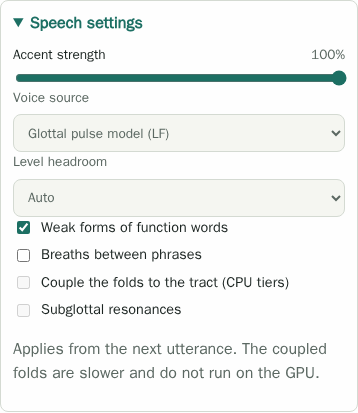 Speech settings
Accent strength 100%
Voice source
Glottal pulse model (LF)
Level headroom
Auto
Weak forms of function words
Breaths between phrases
Couple the folds to the tract (CPU tiers)
Subglottal resonances
Applies from the next utterance. The coupled
folds are slower and do not run on the GPU.